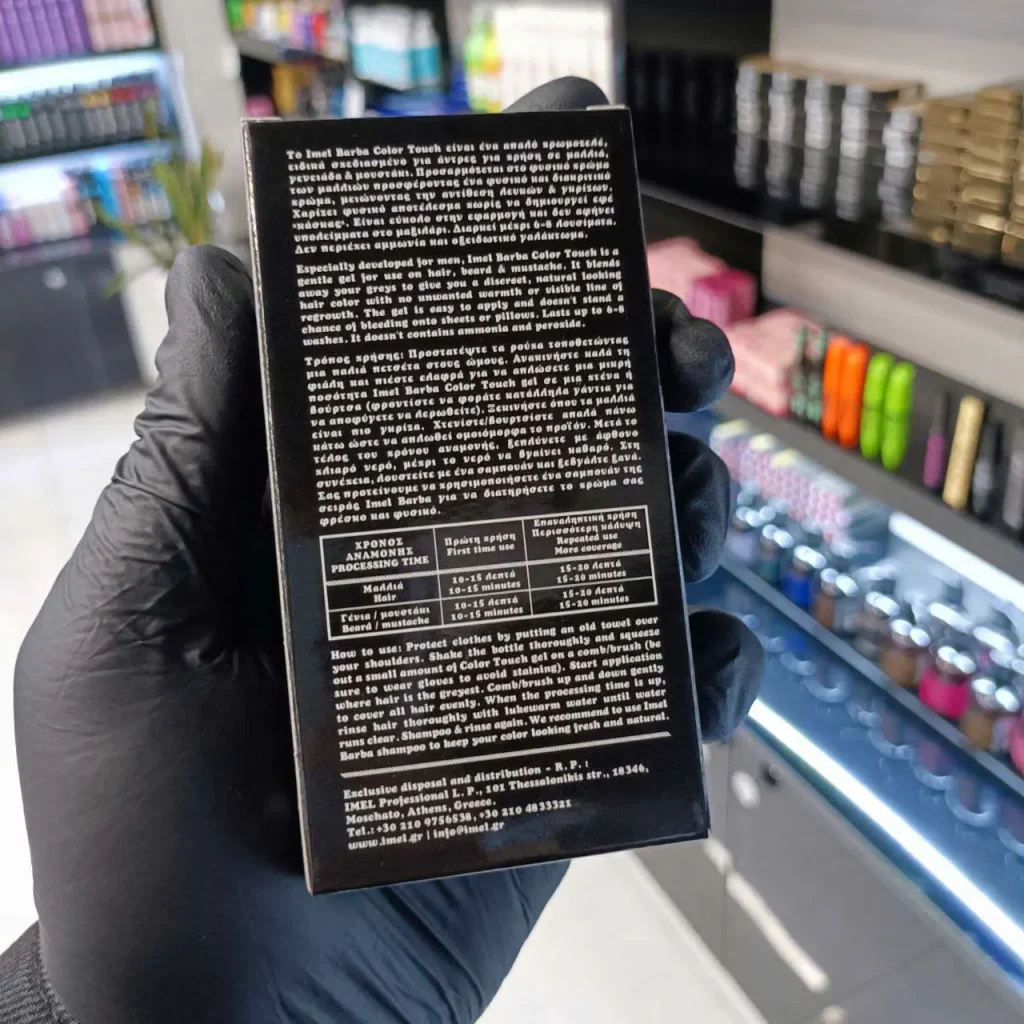 Το Imel Barba Color Touch είναι ένα απαλό χρωμοτζέλ,
ειδικά σχεδιασμένο για άντρες για χρήση σε μαλλιά,
γενειάδα & μουστάκι. Προσαρμόζεται στο φυσικό χρώμα
των μαλλιών προσφέροντας ένα φυσικό και διακριτικό
χρώμα, μειώνοντας την αντίθεση λευκών & γκρίζων.
Χαρίζει φυσικό αποτέλεσμα χωρίς να δημιουργεί εφέ
«κάσκας». Είναι εύκολο στην εφαρμογή και δεν αφήνει
υπολείμματα στο μαξιλάρι. Διαρκεί μέχρι 6-8 λουσίματα.
Δεν περιέχει αμμωνία και οξειδωτικό γαλάκτωμα.
Especially developed for men, Imel Barba Color Touch is a
gentle gel for use on hair, beard & mustache. It blends
away your greys to give you a discreet, natural looking
hair color with no unwanted warmth or visible line of
regrowth. The gel is easy to apply and doesn't stand a
chance of bleeding onto sheets or pillows. Lasts up to 6-8
washes. It doesn't contains ammonia and peroxide.
Τρόπος χρήσης: Προστατέψτε τα ρούχα τοποθετώντας
μια παλιά πετσέτα στους ώμους. Ανακινήστε καλά τη
φιάλη και πιέστε ελαφρά για να απλώσετε μια μικρή
ποσότητα Imel Barba Color Touch gel σε μια χτένα ή
βούρτσα (φροντίστε να φοράτε κατάλληλα γάντια για
να αποφύγετε να λερωθείτε). Ξεκινήστε όπου τα μαλλιά
είναι πιο γκρίζα. Χτενίστε/βουρτσίστε απαλά πάνω
κάτω ώστε να απλωθεί ομοιόμορφα το προϊόν. Μετά το
τέλος του χρόνου αναμονής, ξεπλύνετε με άφθονο
χλιαρό νερό, μέχρι το νερό να βγαίνει καθαρό. Στη
συνέχεια, λουστείτε με ένα σαμπουάν και ξεβγάλτε ξανά.
Σας προτείνουμε να χρησιμοποιήσετε ένα σαμπουάν της
σειράς Imel Barba για να διατηρήσετε το χρώμα σας
φρέσκο και φυσικό.
ΧΡΟΝΟΣ ΑΝΑΜΟΝΗΣ PROCESSING TIME
Πρώτη χρήση First time use
Επαναληπτική χρήση Περισσότερη κάλυψη Repeated use More coverage
Μαλλιά Hair
10-15 λεπτά 10-15 minutes
15-20 λεπτά 15-20 minutes
Γένια / μουστάκι Beard / mustache
10-15 λεπτά 10-15 minutes
15-20 λεπτά 15-20 minutes
How to use: Protect clothes by putting an old towel over
your shoulders. Shake the bottle thoroughly and squeeze
out a small amount of Color Touch gel on a comb/brush (be
sure to wear gloves to avoid staining). Start application
where hair is the greyest. Comb/brush up and down gently
to cover all hair evenly. When the processing time is up,
rinse hair thoroughly with lukewarm water until water
runs clear. Shampoo & rinse again. We recommend to use Imel
Barba shampoo to keep your color looking fresh and natural.
Exclusive disposal and distribution - R. P. :
IMEL Professional L. P., 101 Thessalonikis str., 18346,
Moschato, Athens, Greece.
Tel.: +30 210 9756538, +30 210 4833321
www.imel.gr | info@imel.gr